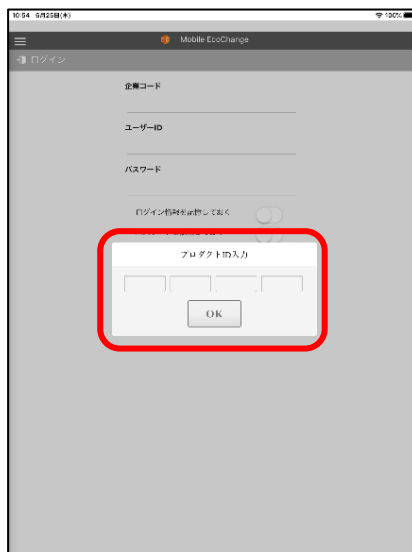 10:54 6月25日(木)
100%
Mobile EcoChange
ログイン
企業コード
ユーザーID
パスワード
ログイン情報を記憶しておく
プロダクトID入力
OK